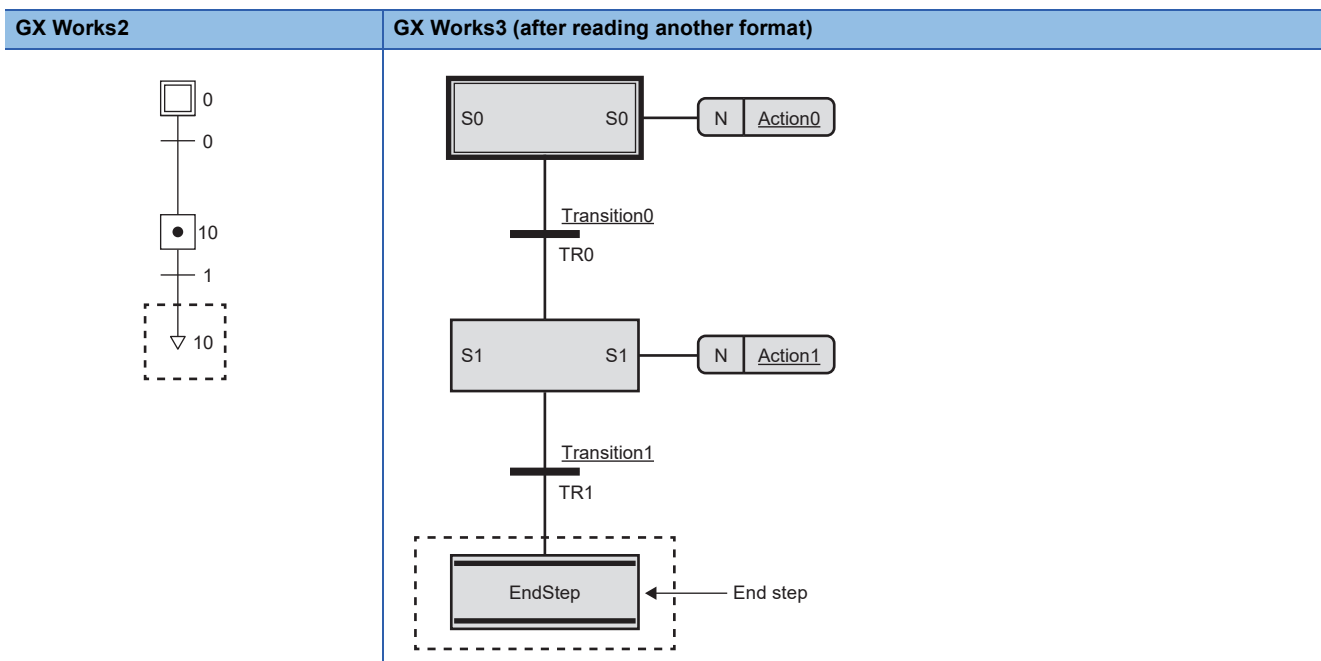 GX Works2 GX Works3 (after reading another format)
0
0
10
1
10
S0 S0 N Action0
Transition0
TR0
S1 S1 N Action1
Transition1
TR1
EndStep End step